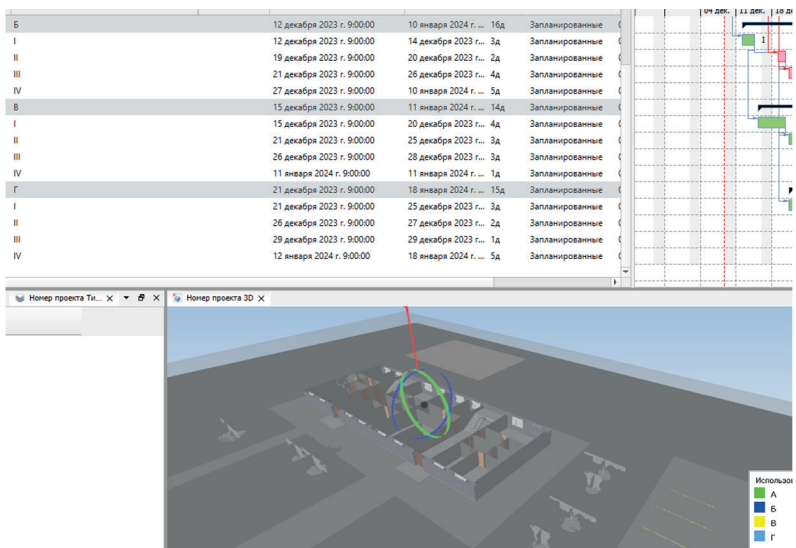 04 дек. 11 дек. 18 д
Б 12 декабря 2023 г. 9:00:00 10 января 2024 г. ... 16д Запланированные
I 12 декабря 2023 г. 9:00:00 14 декабря 2023 г... 3д Запланированные I
II 19 декабря 2023 г. 9:00:00 20 декабря 2023 г... 2д Запланированные
III 21 декабря 2023 г. 9:00:00 26 декабря 2023 г... 4д Запланированные
IV 27 декабря 2023 г. 9:00:00 10 января 2024 г. ... 5д Запланированные
В 15 декабря 2023 г. 9:00:00 11 января 2024 г. ... 14д Запланированные
I 15 декабря 2023 г. 9:00:00 20 декабря 2023 г... 4д Запланированные
II 21 декабря 2023 г. 9:00:00 25 декабря 2023 г... 3д Запланированные
III 26 декабря 2023 г. 9:00:00 28 декабря 2023 г... 3д Запланированные
IV 11 января 2024 г. 9:00:00 11 января 2024 г. ... 1д Запланированные
Г 21 декабря 2023 г. 9:00:00 18 января 2024 г. ... 15д Запланированные
I 21 декабря 2023 г. 9:00:00 25 декабря 2023 г... 3д Запланированные
II 26 декабря 2023 г. 9:00:00 27 декабря 2023 г... 2д Запланированные
III 29 декабря 2023 г. 9:00:00 29 декабря 2023 г... 1д Запланированные
IV 12 января 2024 г. 9:00:00 18 января 2024 г. ... 5д Запланированные
Номер проекта Ти... Номер проекта 3D
Использо
А
Б
В
Г